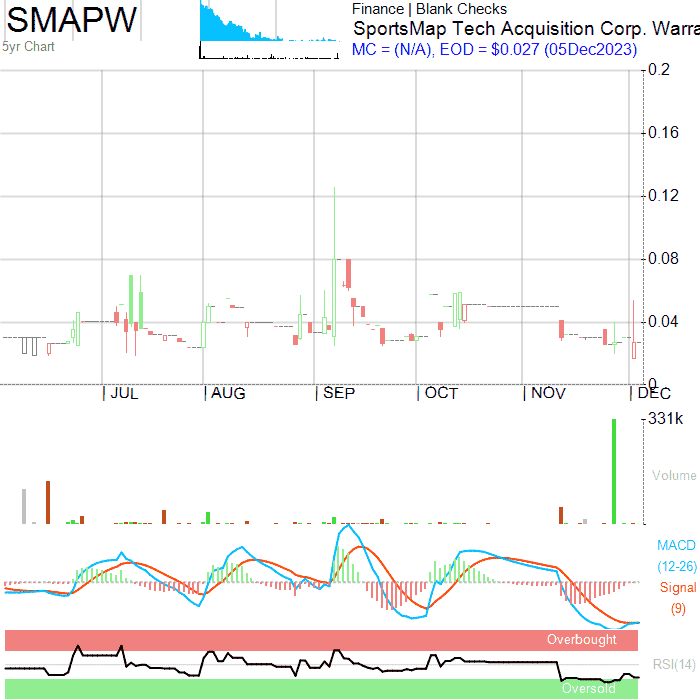 SMAPW
5yr Chart
Finance | Blank Checks
SportsMap Tech Acquisition Corp. Warra
MC = (N/A), EOD = $0.027 (05Dec2023)
0.2
0.16
0.12
0.08
0.04
0
JUL AUG SEP OCT NOV DEC
331k
Volume
MACD
(12-26)
Signal
(9)
Overbought
RSI(14)
Oversold